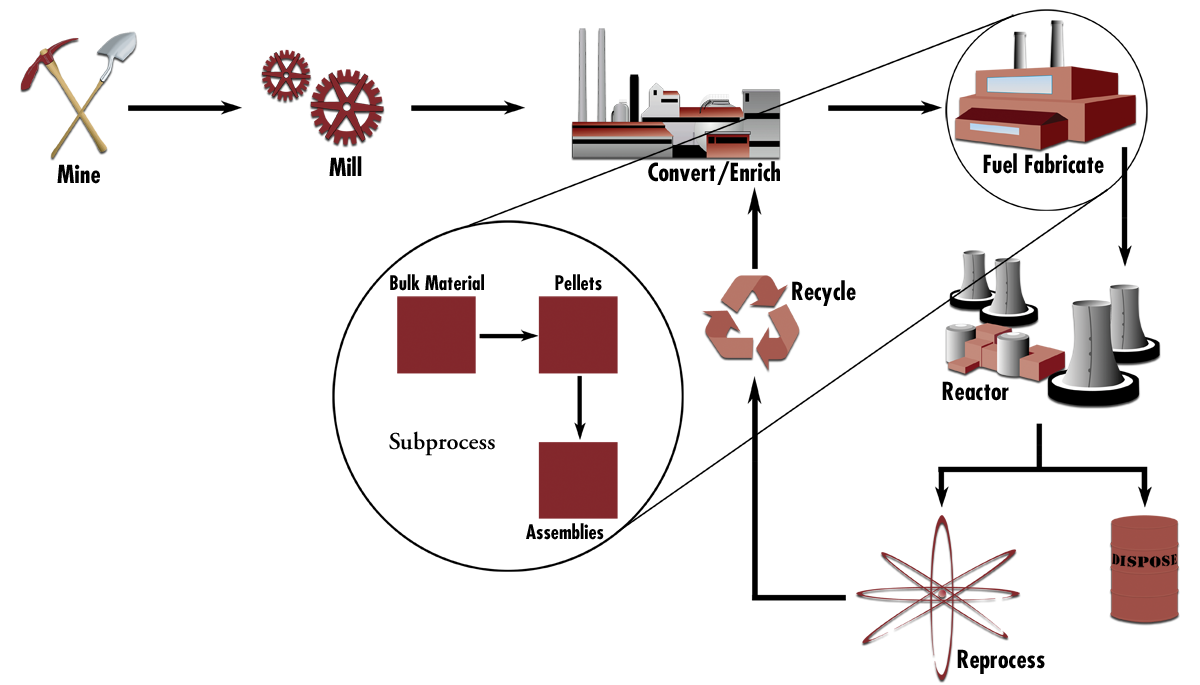 Mine
Mill
Convert/Enrich
Fuel Fabricate
Bulk Material
Pellets
Subprocess
Assemblies
Recycle
Reactor
DISPOSE
Reprocess